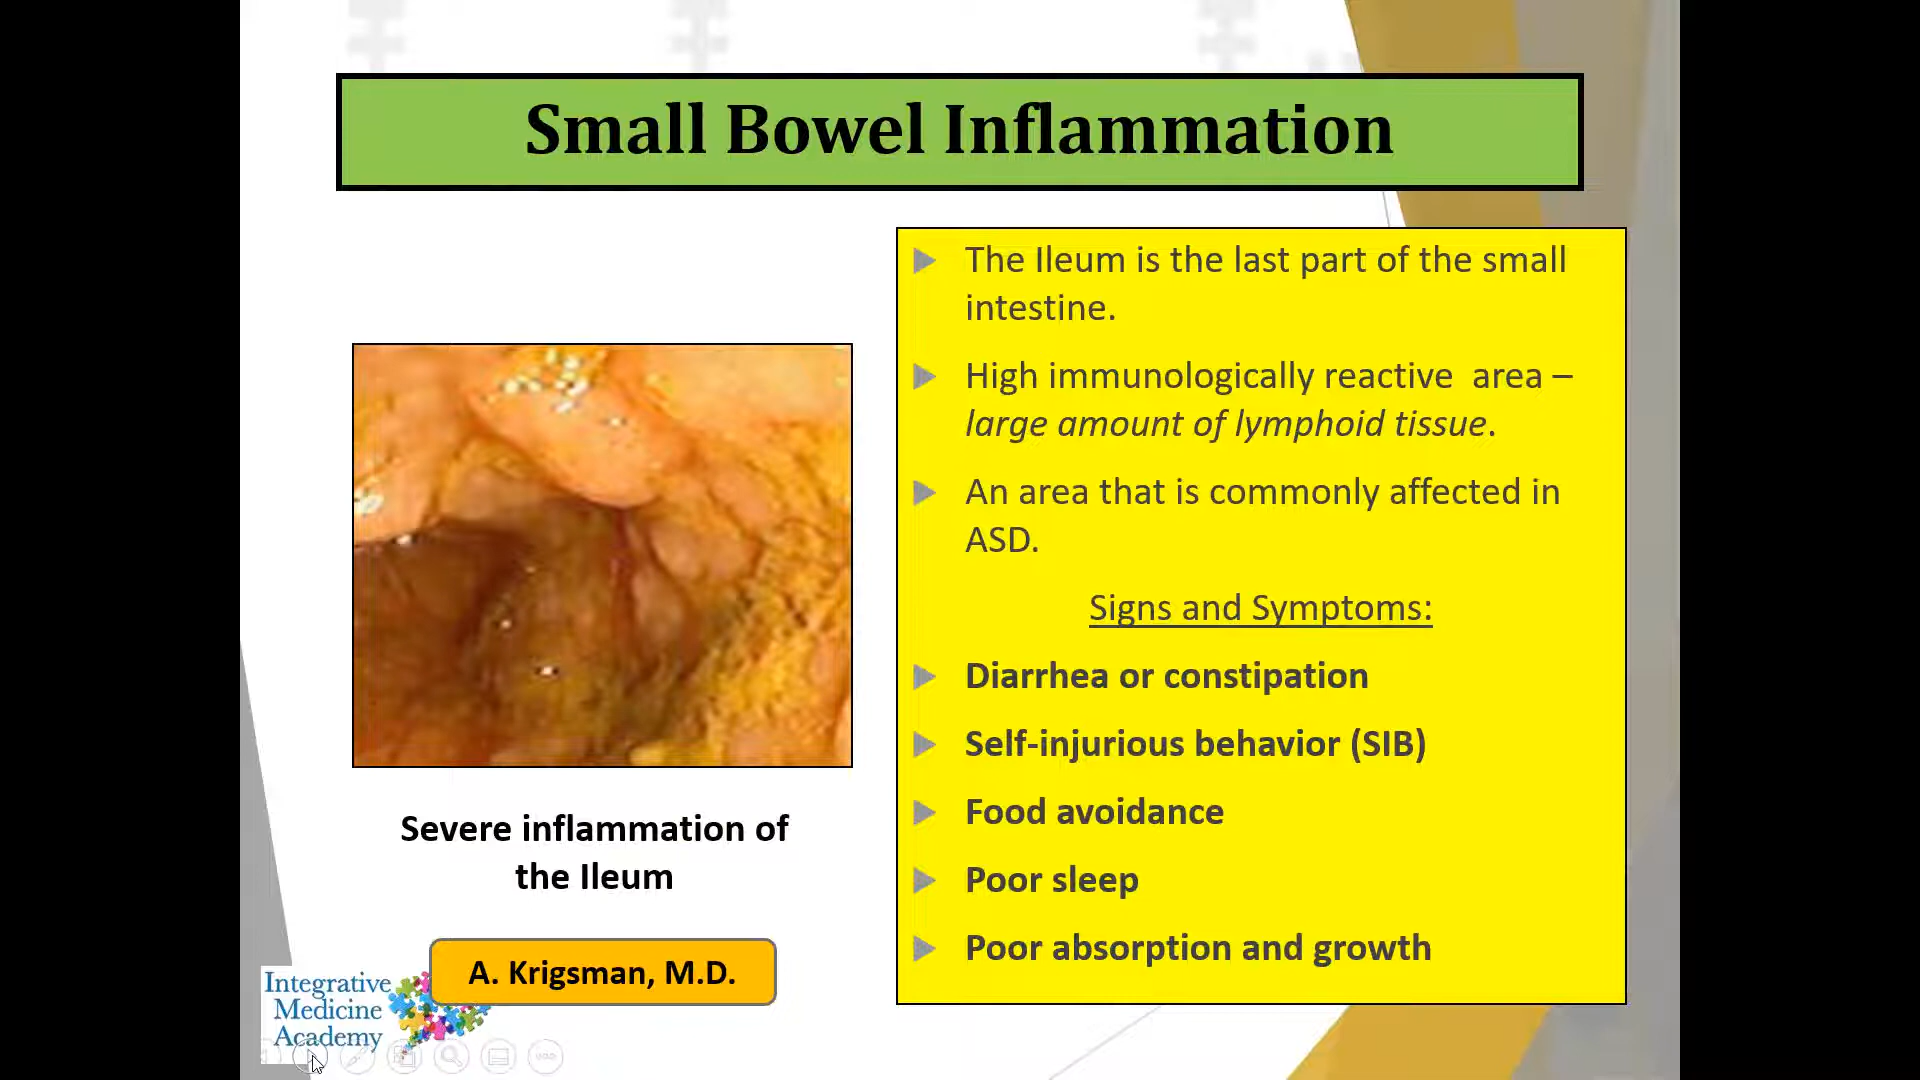 Small Bowel Inflammation
The Ileum is the last part of the small
intestine.
High immunologically reactive area –
large amount of lymphoid tissue.
An area that is commonly affected in
ASD.
Signs and Symptoms:
Diarrhea or constipation
Self-injurious behavior (SIB)
Food avoidance
Poor sleep
Poor absorption and growth
Severe inflammation of
the Ileum
A. Krigsman, M.D.
Integrative
Medicine
Academy